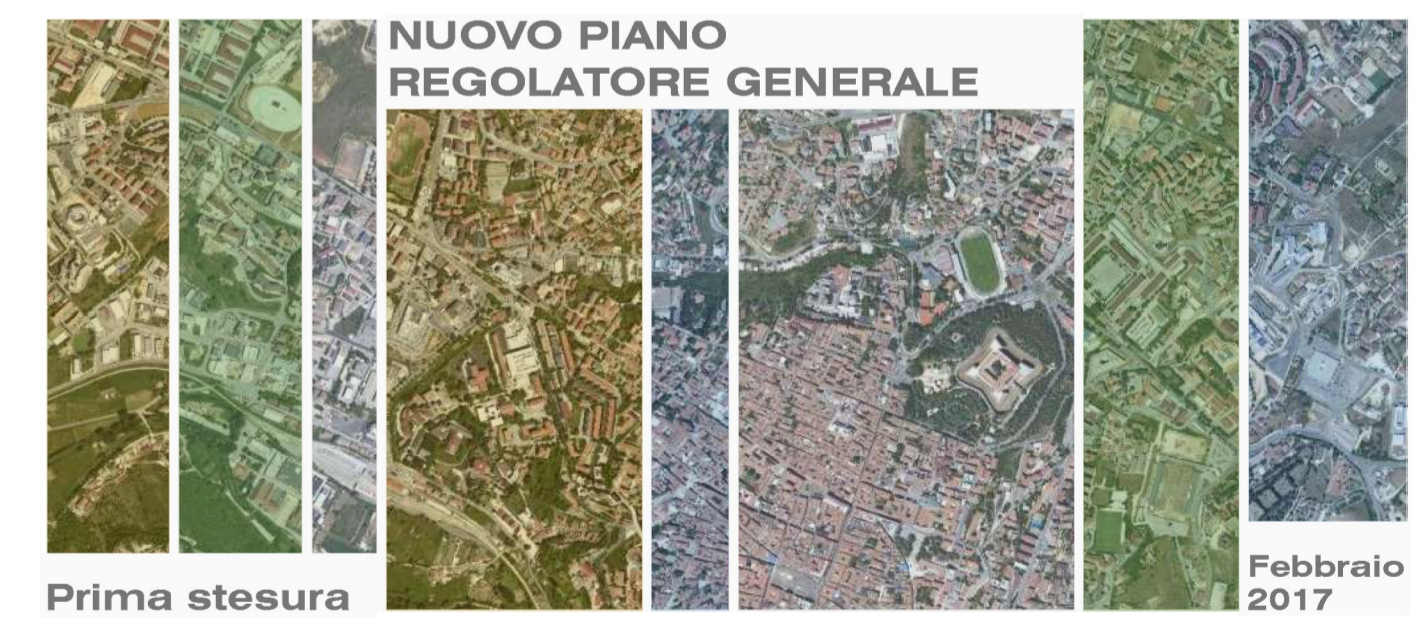 NUOVO PIANO
REGOLATORE GENERALE
Prima stesura
Febbraio
2017